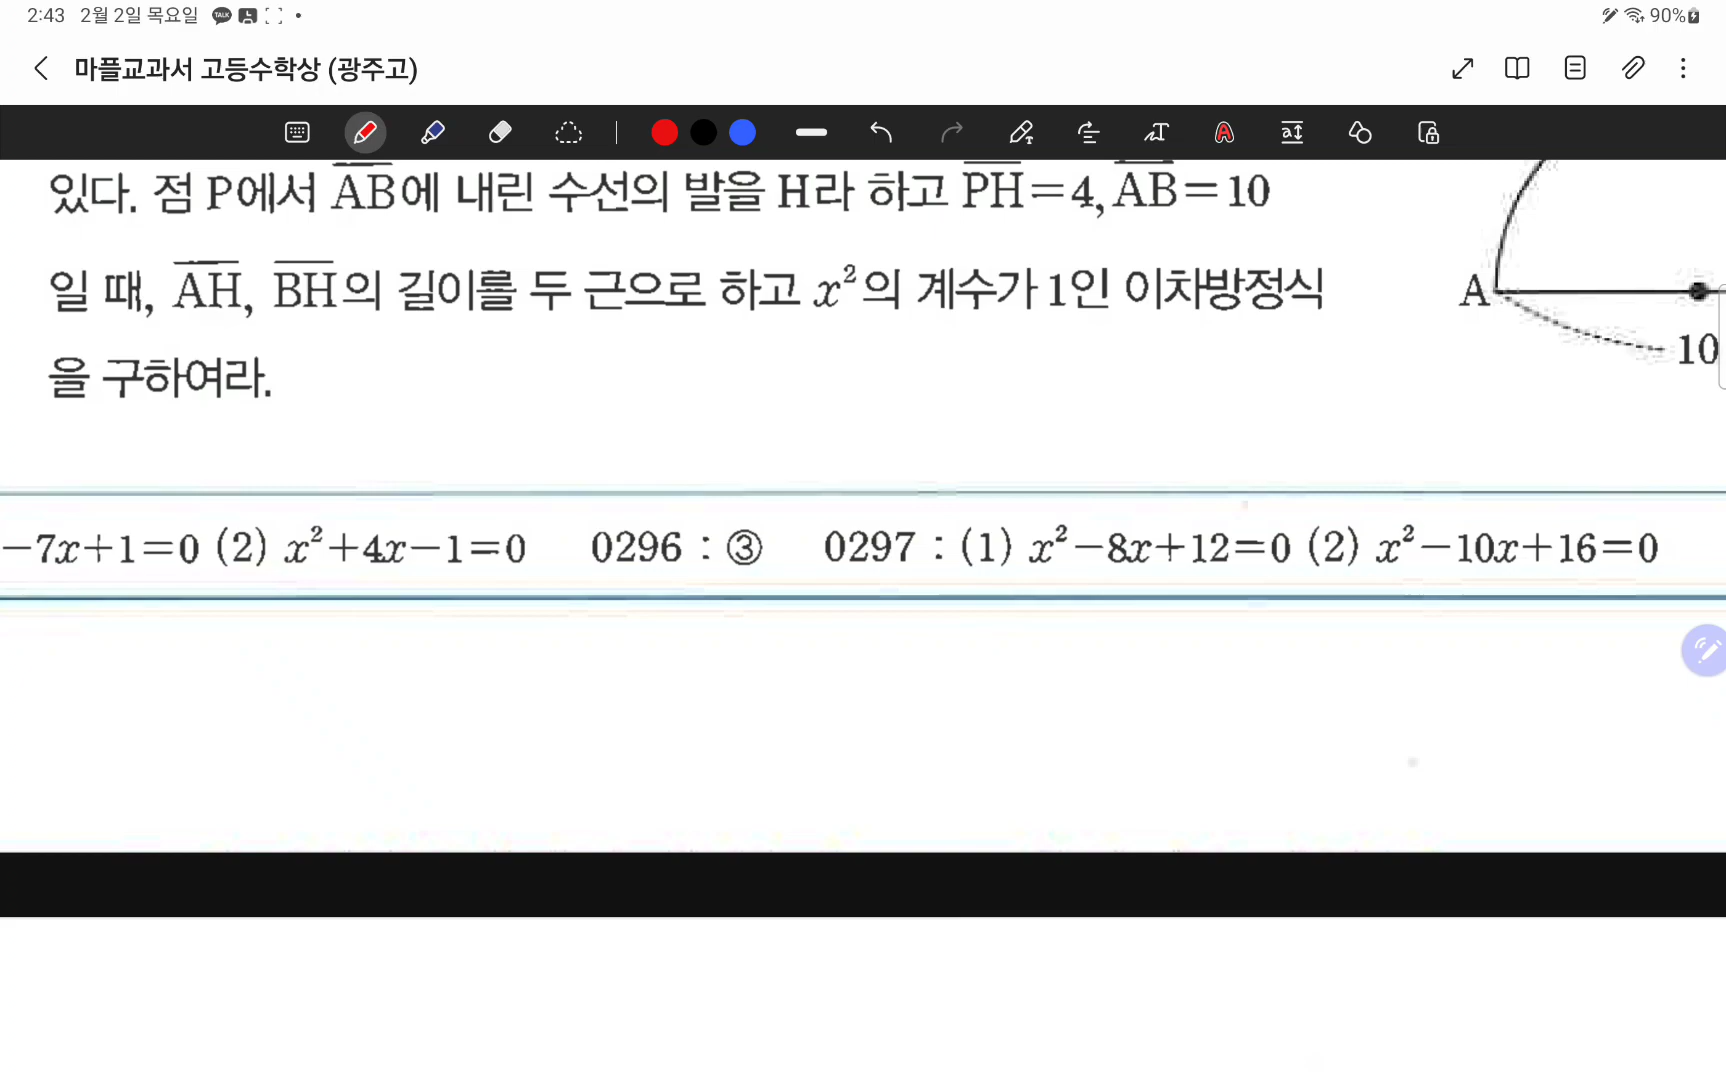 2:43 2월 2일 목요일 TALK 90%
마플교과서 고등수학상 (광주고)
있다. 점 P에서 AB에 내린 수선의 발을 H라 하고 PH=4, AB=10
일 때, AH, BH의 길이를 두 근으로 하고 x²의 계수가 1인 이차방정식
을 구하여라.
A
10
-7x+1=0 (2) x²+4x-1=0 0296 : ③ 0297 : (1) x²-8x+12=0 (2) x²-10x+16=0